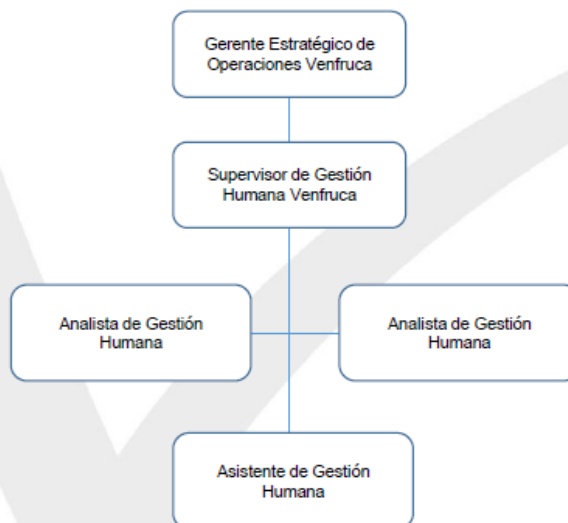 Gerente Estratégico de
Operaciones Venfruca
Supervisor de Gestión
Humana Venfruca
Analista de Gestión
Humana
Analista de Gestión
Humana
Asistente de Gestión
Humana